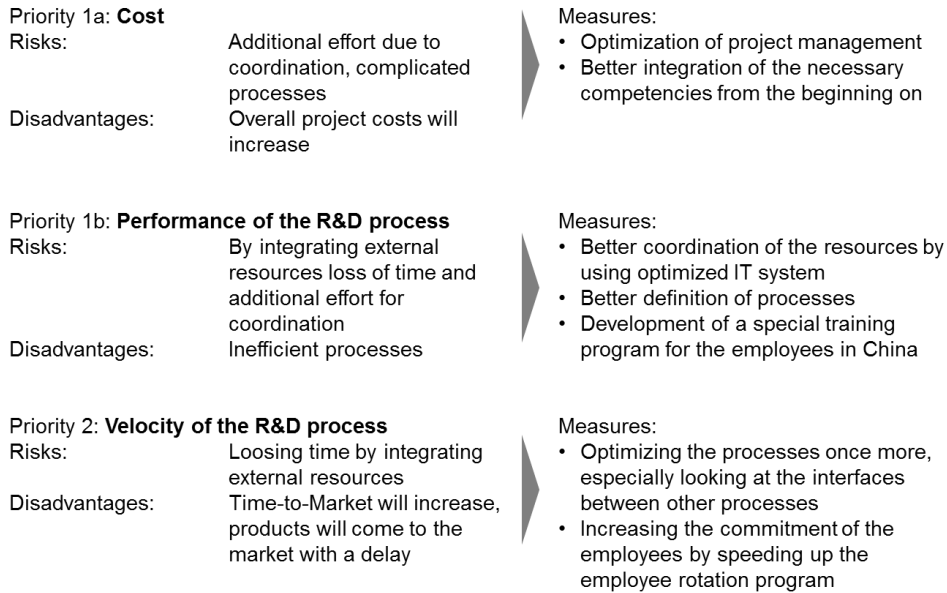 Priority 1a: Cost
Risks: Additional effort due to
coordination, complicated
processes
Disadvantages: Overall project costs will
increase
Measures:
• Optimization of project management
• Better integration of the necessary
competencies from the beginning on
Priority 1b: Performance of the R&D process
Risks: By integrating external
resources loss of time and
additional effort for
coordination
Disadvantages: Inefficient processes
Measures:
• Better coordination of the resources by
using optimized IT system
• Better definition of processes
• Development of a special training
program for the employees in China
Priority 2: Velocity of the R&D process
Risks: Loosing time by integrating
external resources
Disadvantages: Time-to-Market will increase,
products will come to the
market with a delay
Measures:
• Optimizing the processes once more,
especially looking at the interfaces
between other processes
• Increasing the commitment of the
employees by speeding up the
employee rotation program